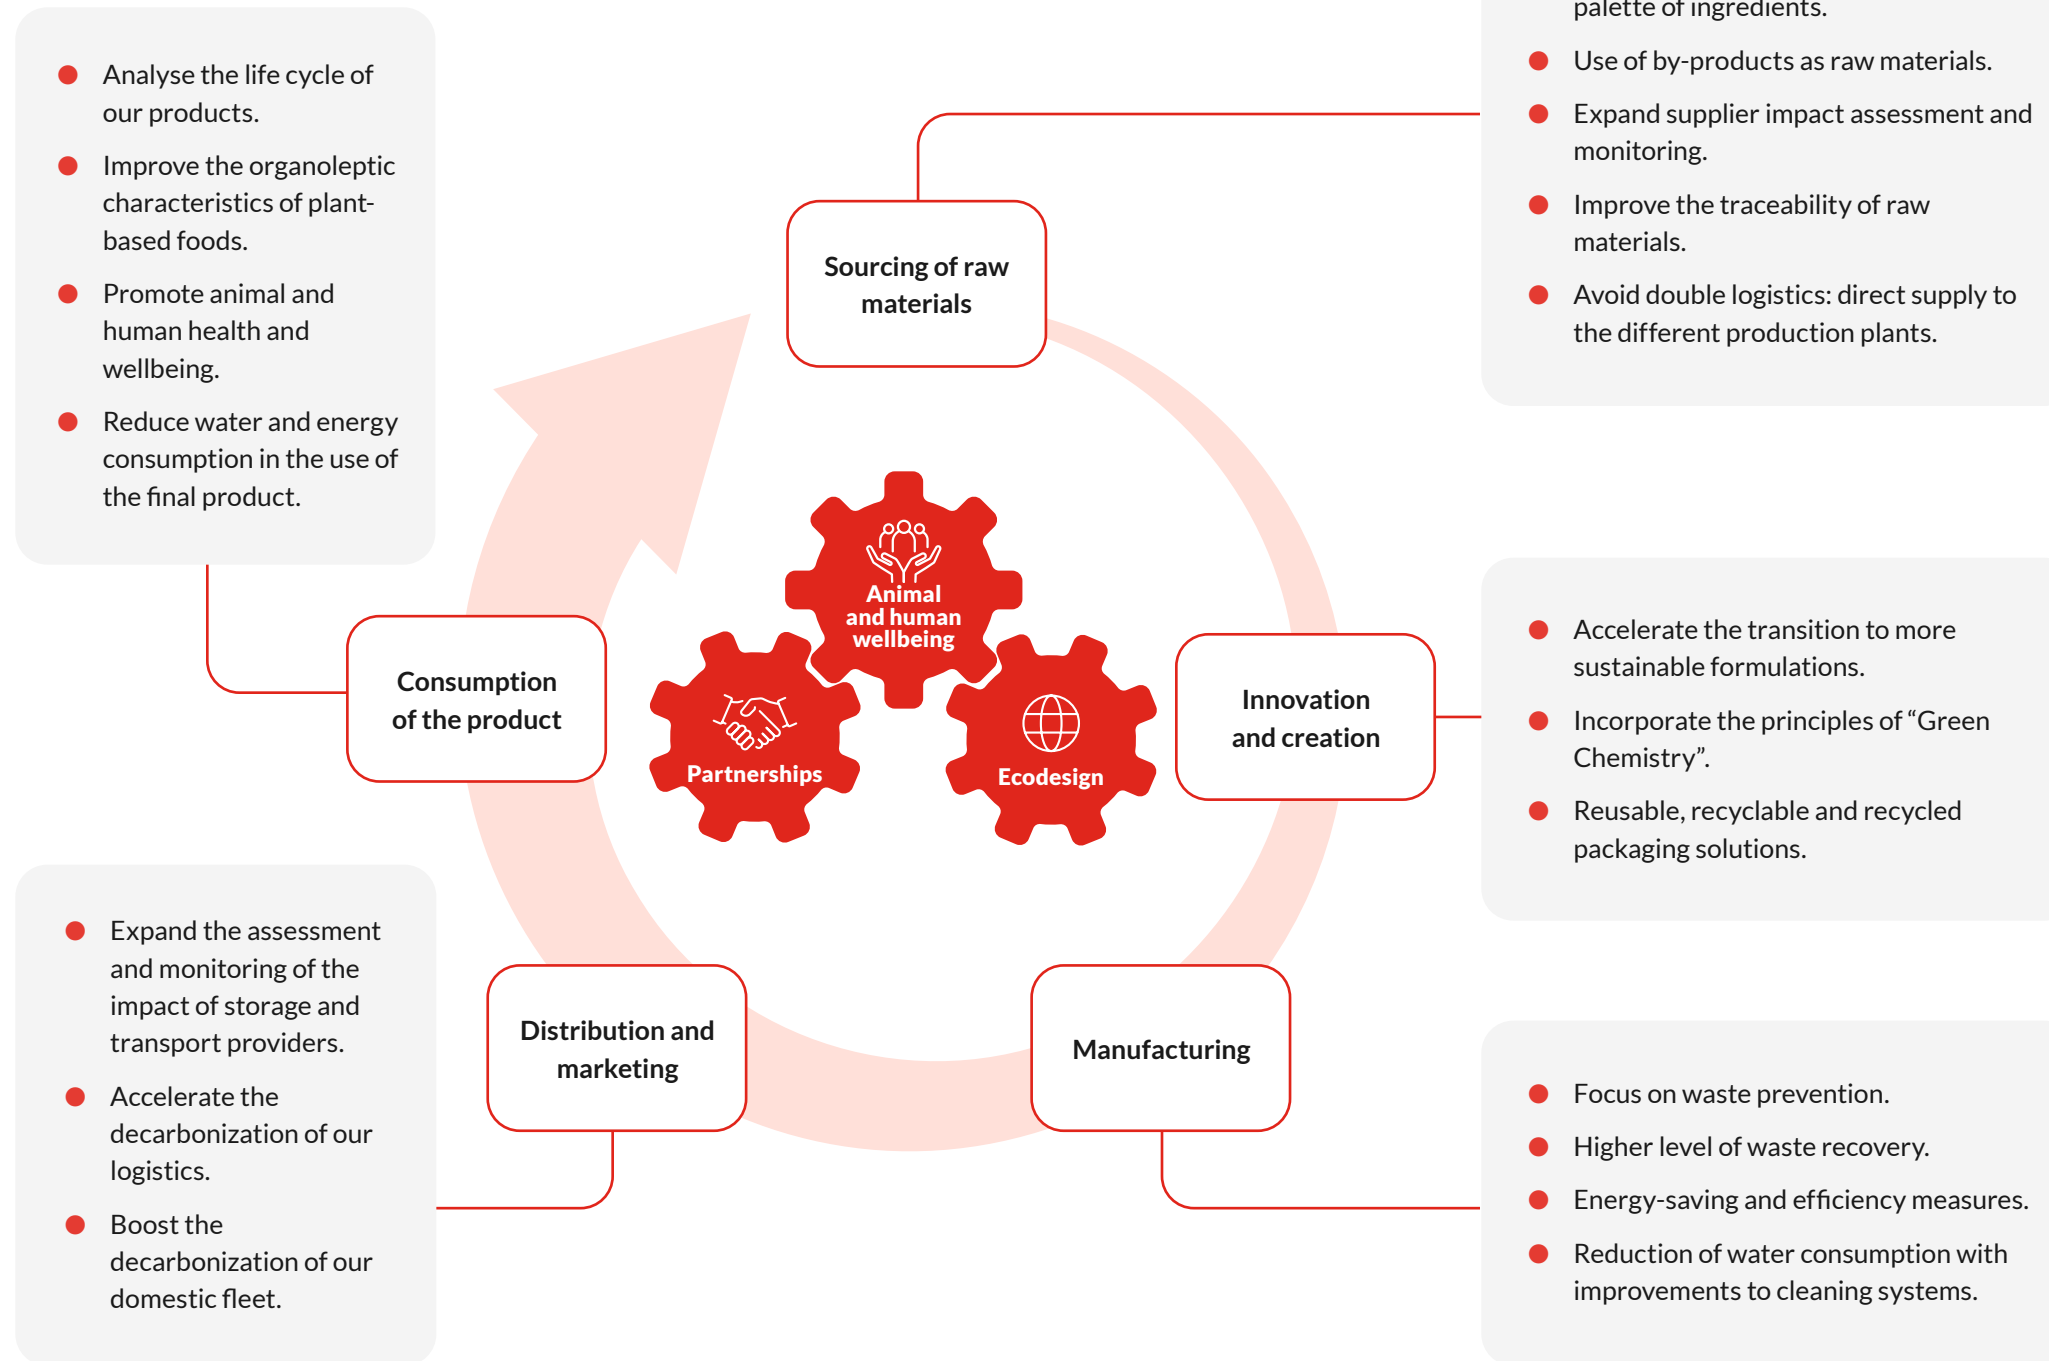 Analyse the life cycle of
our products.
Improve the organoleptic
characteristics of plant-
based foods.
Promote animal and
human health and
wellbeing.
Reduce water and energy
consumption in the use of
the final product.
palette of ingredients.
Use of by-products as raw materials.
Expand supplier impact assessment and
monitoring.
Improve the traceability of raw
materials.
Avoid double logistics: direct supply to
the different production plants.
Sourcing of raw
materials
Animal
and human
wellbeing
Partnerships
Ecodesign
Consumption
of the product
Innovation
and creation
Accelerate the transition to more
sustainable formulations.
Incorporate the principles of “Green
Chemistry”.
Reusable, recyclable and recycled
packaging solutions.
Distribution and
marketing
Manufacturing
Expand the assessment
and monitoring of the
impact of storage and
transport providers.
Accelerate the
decarbonization of our
logistics.
Boost the
decarbonization of our
domestic fleet.
Focus on waste prevention.
Higher level of waste recovery.
Energy-saving and efficiency measures.
Reduction of water consumption with
improvements to cleaning systems.